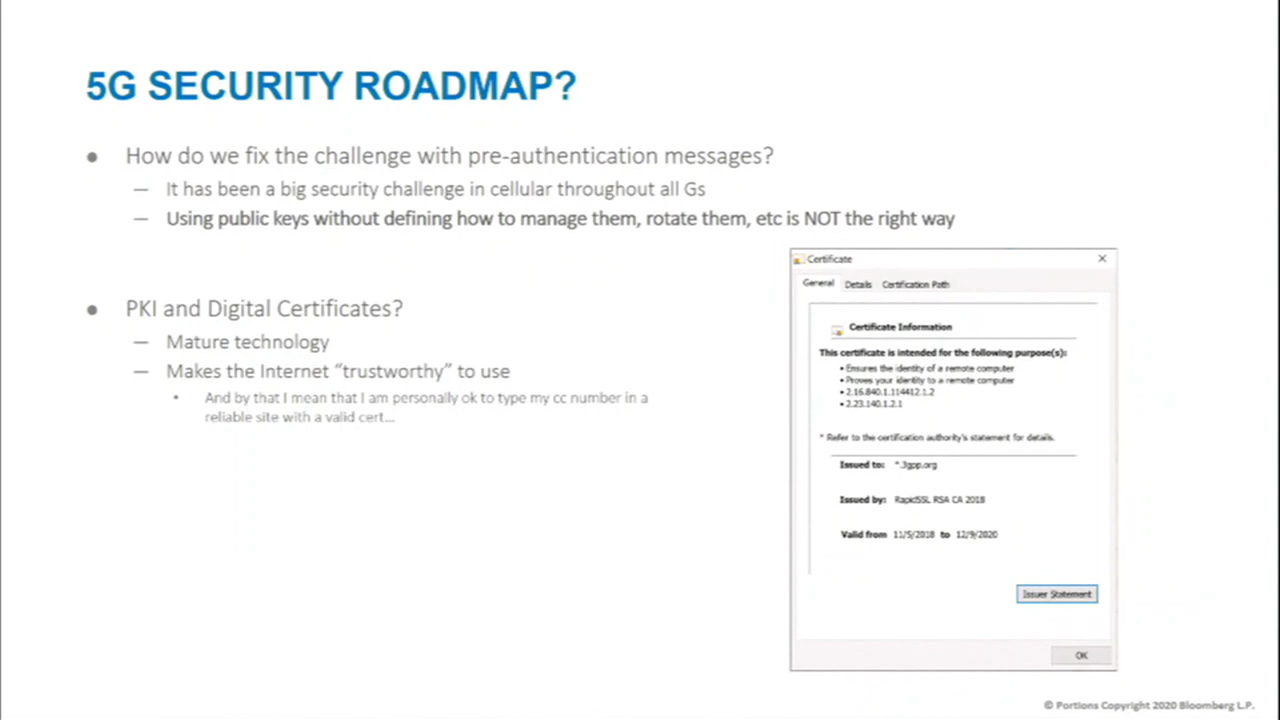 5G SECURITY ROADMAP?
● How do we fix the challenge with pre-authentication messages?
— It has been a big security challenge in cellular throughout all Gs
— Using public keys without defining how to manage them, rotate them, etc is NOT the right way
● PKI and Digital Certificates?
— Mature technology
— Makes the Internet “trustworthy” to use
• And by that I mean that I am personally ok to type my cc number in a
reliable site with a valid cert...
Certificate
General Details Certification Path
Certificate Information
This certificate is intended for the following purpose(s):
• Ensures the identity of a remote computer
• Proves your identity to a remote computer
• 2.16.840.1.114412.1.2
• 2.23.140.1.2.1
* Refer to the certification authority's statement for details.
Issued to: *.3gpp.org
Issued by: RapidSSL RSA CA 2018
Valid from 11/5/2018 to 12/9/2020
Issuer Statement
OK
© Portions Copyright 2020 Bloomberg L.P.